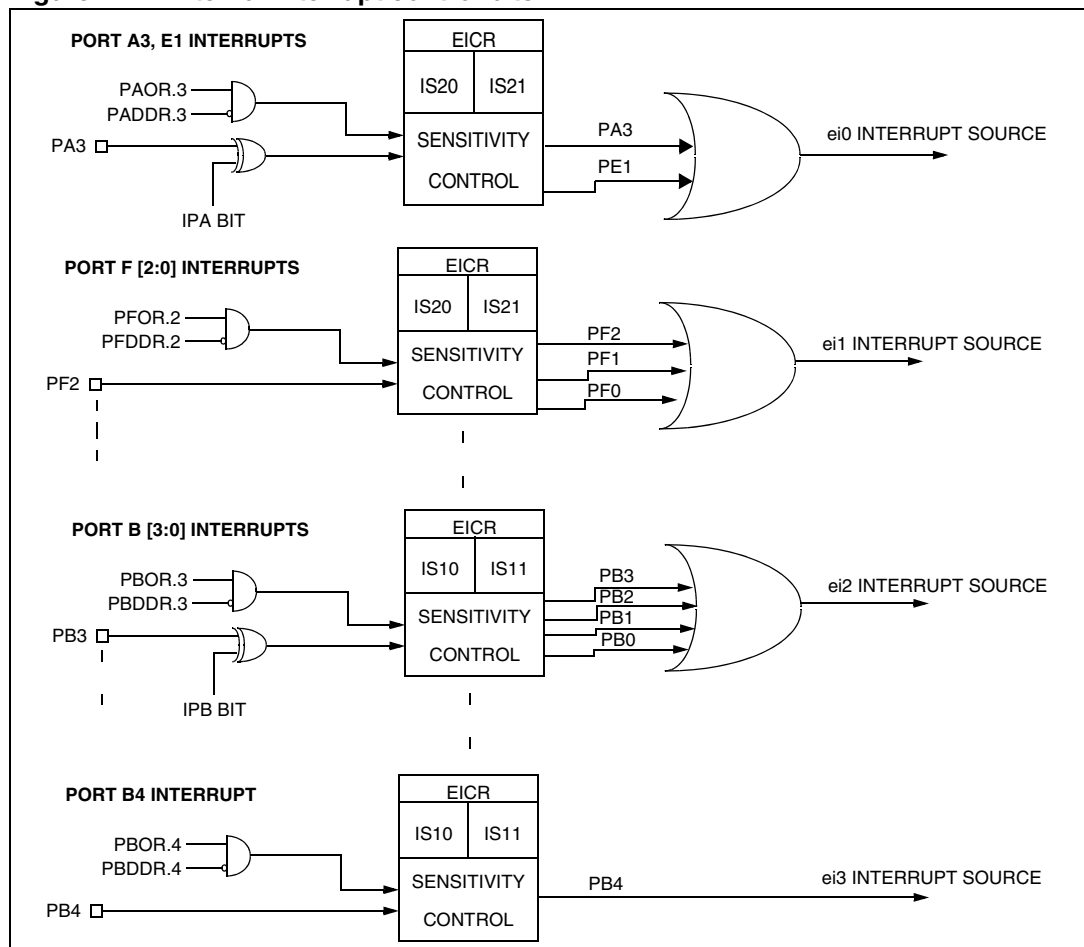 PORT A3, E1 INTERRUPTS
EICR
IS20 IS21
PAOR.3
PADDR.3
PA3
IPA BIT
SENSITIVITY
CONTROL
PA3
PE1
ei0 INTERRUPT SOURCE
PORT F [2:0] INTERRUPTS
EICR
IS20 IS21
PFOR.2
PFDDR.2
PF2
SENSITIVITY
CONTROL
PF2
PF1
PF0
ei1 INTERRUPT SOURCE
PORT B [3:0] INTERRUPTS
EICR
IS10 IS11
PBOR.3
PBDDR.3
PB3
IPB BIT
SENSITIVITY
CONTROL
PB3
PB2
PB1
PB0
ei2 INTERRUPT SOURCE
PORT B4 INTERRUPT
EICR
IS10 IS11
PBOR.4
PBDDR.4
PB4
SENSITIVITY
CONTROL
PB4
ei3 INTERRUPT SOURCE